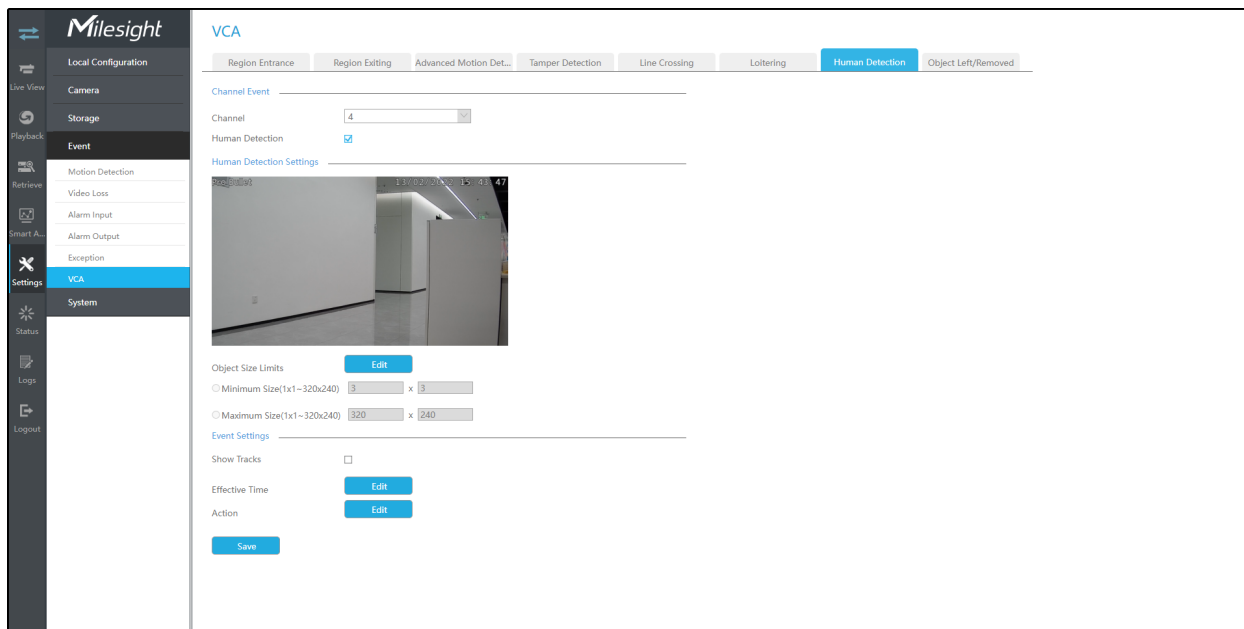 Milesight
Live View
Playback
Retrieve
Smart A...
Settings
Status
Logs
Logout
Local Configuration
Camera
Storage
Event
Motion Detection
Video Loss
Alarm Input
Alarm Output
Exception
VCA
System
VCA
Region Entrance
Region Exiting
Advanced Motion Det...
Tamper Detection
Line Crossing
Loitering
Human Detection
Object Left/Removed
Channel Event
Channel 4
Human Detection
Human Detection Settings
Object Size Limits Edit
Minimum Size(1x1~320x240) 3 x 3
Maximum Size(1x1~320x240) 320 x 240
Event Settings
Show Tracks
Effective Time Edit
Action Edit
Save